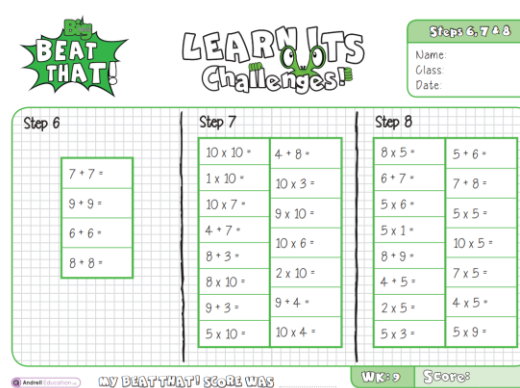 Big
BEAT
THAT!
LEARN ITS
Challenges!
Steps 6, 7 & 8
Name:
Class:
Date:
Step 6
7 + 7 =
9 + 9 =
6 + 6 =
8 + 8 =
Step 7
10 x 10 =
1 x 10 =
10 x 7 =
4 + 7 =
8 + 3 =
8 x 10 =
9 + 3 =
5 x 10 =
4 + 8 =
10 x 3 =
9 x 10 =
10 x 6 =
2 x 10 =
9 + 4 =
10 x 4 =
Step 8
8 x 5 =
6 + 7 =
5 x 6 =
5 x 1 =
8 + 9 =
4 + 5 =
2 x 5 =
5 x 3 =
5 + 6 =
7 + 8 =
5 x 5 =
10 x 5 =
7 x 5 =
4 x 5 =
5 x 9 =
Andrell Education
MY BEAT THAT! SCORE WAS
WK: 9
Score: